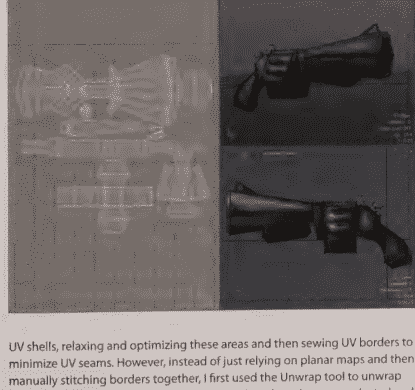 UV shells, relaxing and optimizing these areas and then sewing UV borders to
minimize UV seams. However, instead of just relying on planar maps and then
manually stitching borders together, I first used the Unwrap tool to unwrap